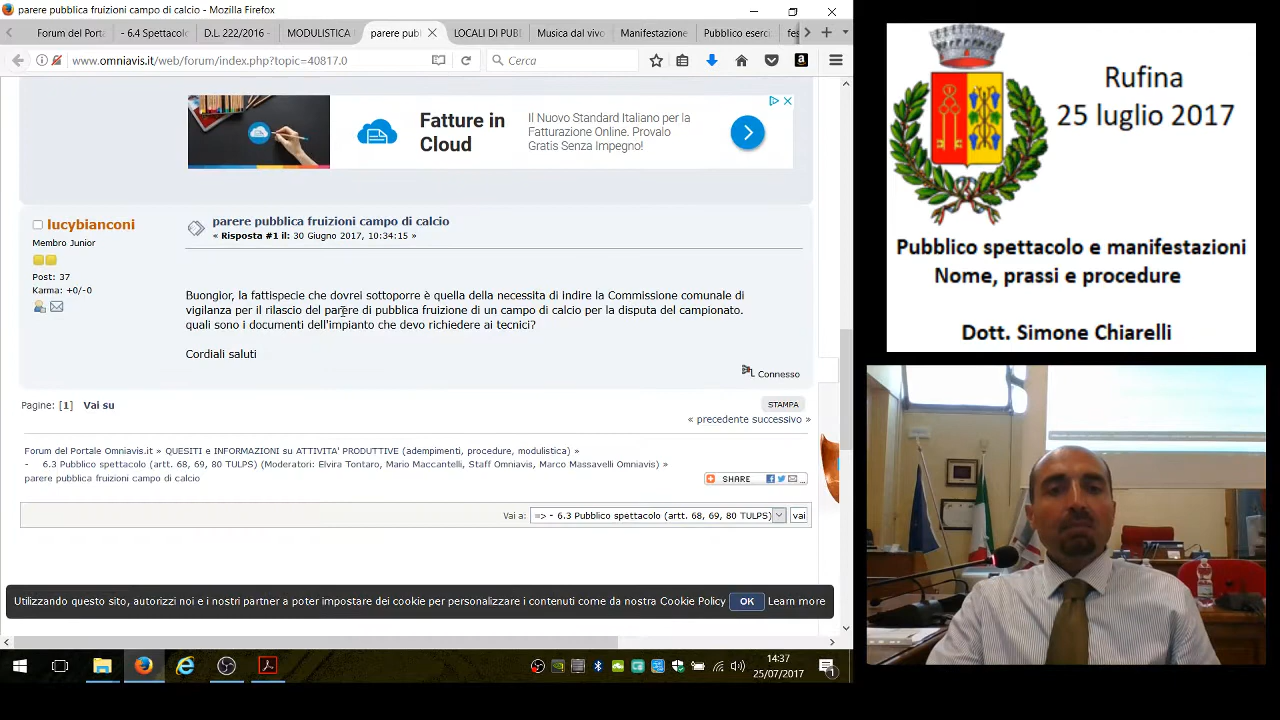 parere pubblica fruizioni campo di calcio - Mozilla Firefox
Forum del Porta
- 6.4 Spettacolo
D.L. 222/2016 -
MODULISTICA
parere publ
LOCALI DI PUBI
Musica dal vivo
Manifestazione
Pubblico eserci
fes
www.omniavis.it/web/forum/index.php?topic=40817.0
Cerca
Fatture in
Cloud
Il Nuovo Standard Italiano per la
Fatturazione Online. Provalo
Gratis Senza Impegno!
lucybianconi
Membro Junior
Post: 37
Karma: +0/-0
parere pubblica fruizioni campo di calcio
« Risposta #1 il: 30 Giugno 2017, 10:34:15 »
Buongior, la fattispecie che dovrei sottoporre è quella della necessita di indire la Commissione comunale di
vigilanza per il rilascio del parere di pubblica fruizione di un campo di calcio per la disputa del campionato.
quali sono i documenti dell'impianto che devo richiedere ai tecnici?
Cordiali saluti
Connesso
Pagine: [1] Vai su
STAMPA
« precedente successivo »
Forum del Portale Omniavis.it » QUESITI e INFORMAZIONI su ATTIVITA' PRODUTTIVE (adempimenti, procedure, modulistica) »
- 6.3 Pubblico spettacolo (artt. 68, 69, 80 TULPS) (Moderatori: Elvira Tontaro, Mario Maccantelli, Staff Omniavis, Marco Massavelli Omniavis) »
parere pubblica fruizioni campo di calcio
SHARE
Vai a: => - 6.3 Pubblico spettacolo (artt. 68, 69, 80 TULPS) vai
Utilizzando questo sito, autorizzi noi e i nostri partner a poter impostare dei cookie per personalizzare i contenuti come da nostra Cookie Policy OK Learn more
14:37
25/07/2017
1
Rufina
25 luglio 2017
Pubblico spettacolo e manifestazioni
Nome, prassi e procedure
Dott. Simone Chiarelli